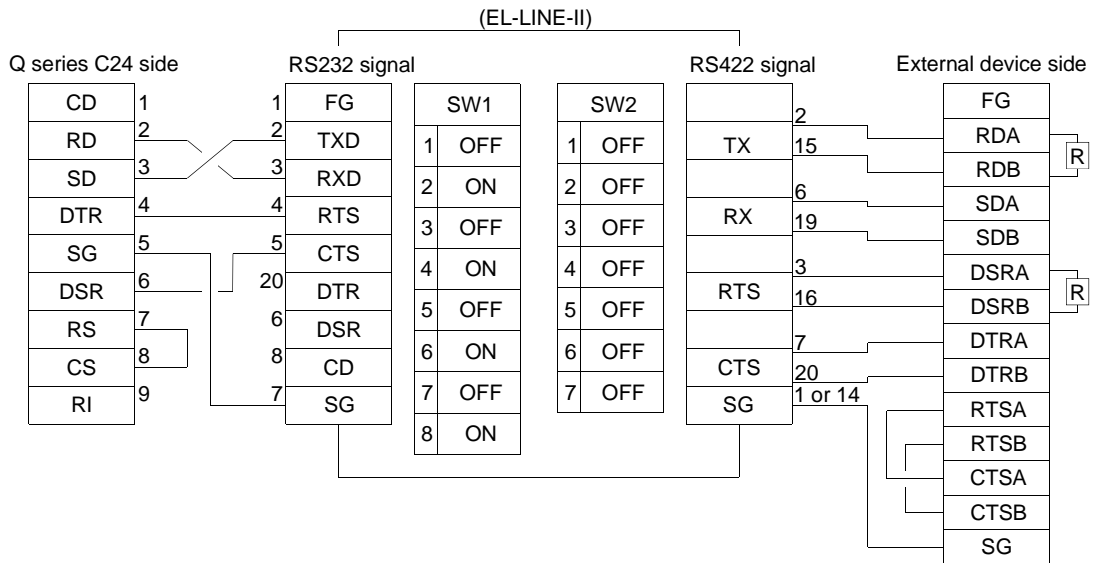 (EL-LINE-II)
Q series C24 side
RS232 signal
RS422 signal
External device side
CD 1
RD 2
SD 3
DTR 4
SG 5
DSR 6
RS 7
CS 8
RI 9
1 FG
2 TXD
3 RXD
4 RTS
5 CTS
20 DTR
6 DSR
8 CD
7 SG
SW1
1 OFF
2 ON
3 OFF
4 ON
5 OFF
6 ON
7 OFF
8 ON
SW2
1 OFF
2 OFF
3 OFF
4 OFF
5 OFF
6 OFF
7 OFF
2
TX 15
6
RX 19
3
RTS 16
7
CTS 20
SG 1 or 14
FG
RDA
RDB
R
SDA
SDB
DSRA
DSRB
R
DTRA
DTRB
RTSA
RTSB
CTSA
CTSB
SG